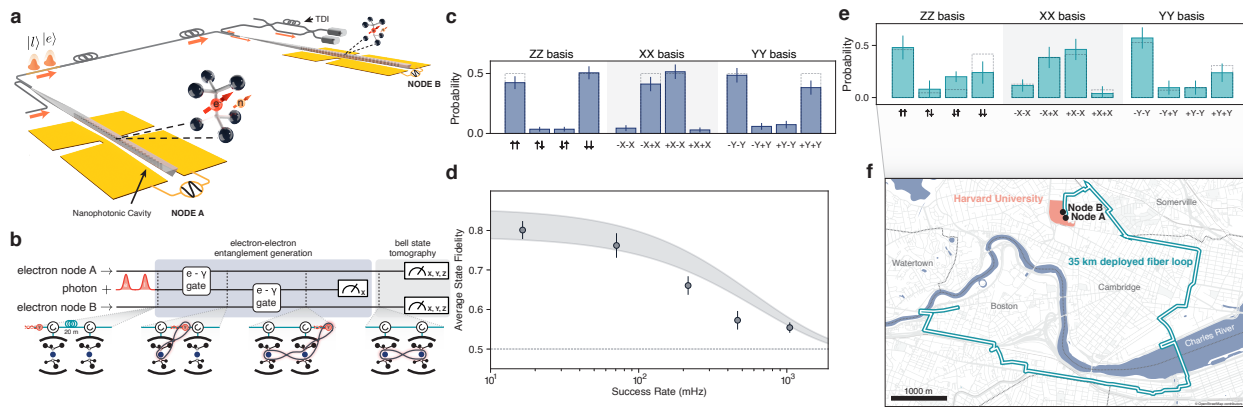 a
|l⟩ |e⟩
TDI
NODE B
e⁻
n
Nanophotonic Cavity
NODE A
b
electron-electron
entanglement generation
bell state
tomography
electron node A →
e - γ
gate
X, Y, Z
photon +
e - γ
gate
X
electron node B →
X, Y, Z
20 m
c
ZZ basis XX basis YY basis
Probability
0.5
0.0
↑↑ ↑↓ ↓↑ ↓↓ -X-X -X+X +X-X +X+X -Y-Y -Y+Y +Y-Y +Y+Y
d
Average State Fidelity
0.8
0.7
0.6
0.5
10¹ 10² 10³
Success Rate (mHz)
e
ZZ basis XX basis YY basis
Probability
0.5
0.0
↑↑ ↑↓ ↓↑ ↓↓ -X-X -X+X +X-X +X+X -Y-Y -Y+Y +Y-Y +Y+Y
f
Harvard University
Node B
Node A
Somerville
Watertown
35 km deployed fiber loop
Cambridge
Boston
Charles River
1000 m
© OpenStreetMap contributors